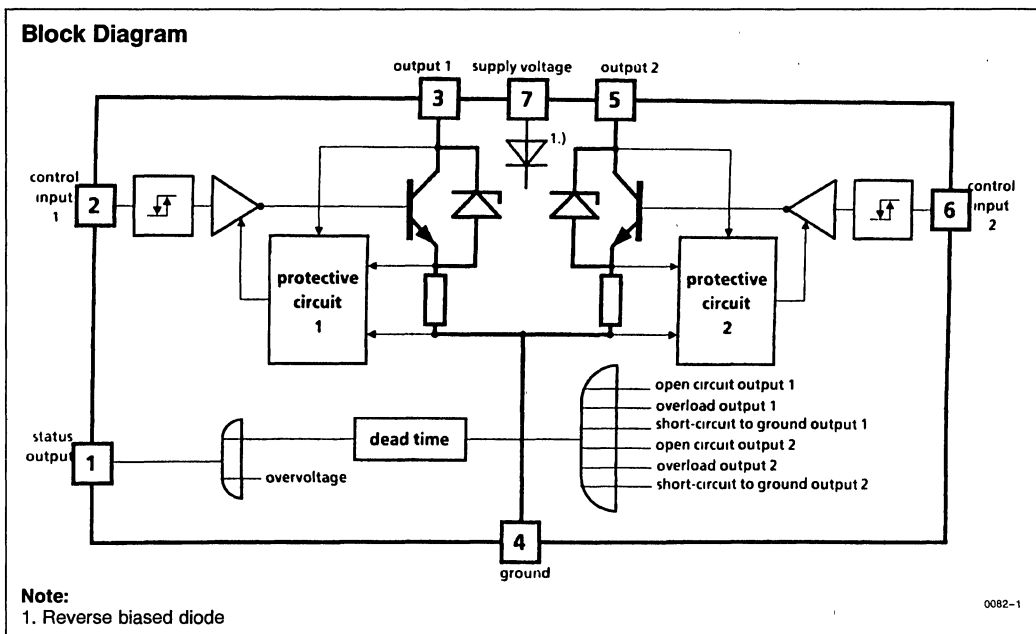 Block Diagram
output 1
supply voltage
output 2
3
7
5
1.)
control
input
1
2
control
input
2
6
protective
circuit
1
protective
circuit
2
open circuit output 1
overload output 1
short-circuit to ground output 1
open circuit output 2
overload output 2
short-circuit to ground output 2
status
output
1
dead time
overvoltage
4
ground
Note:
1. Reverse biased diode
0082-1